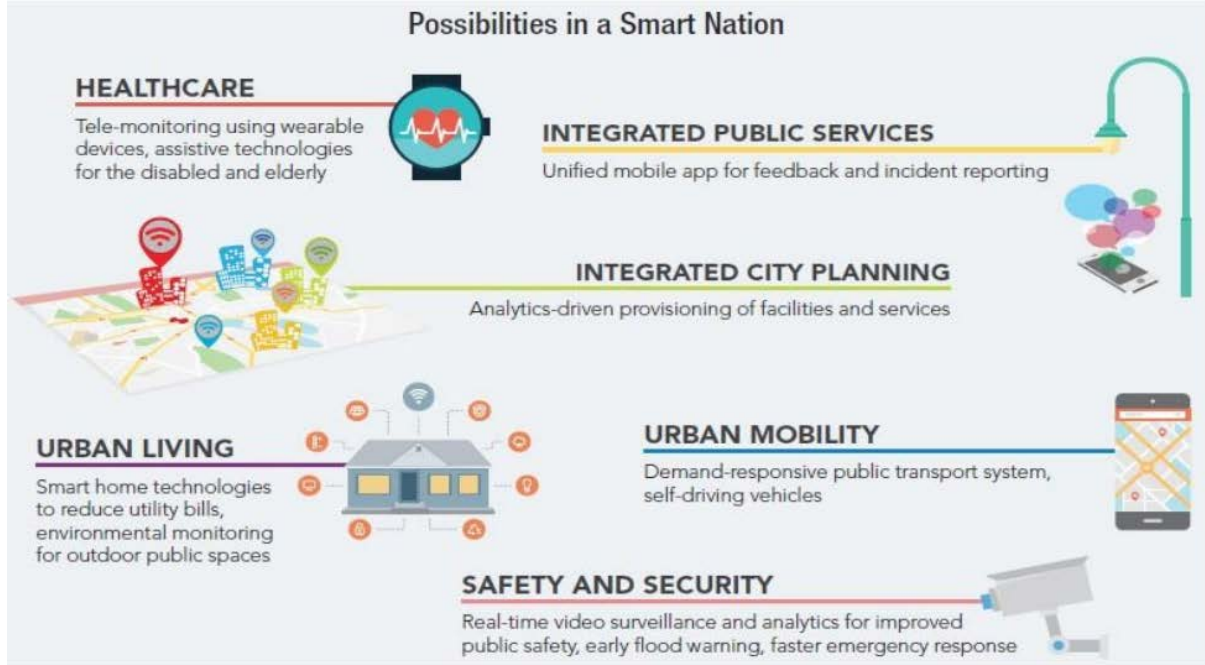 Possibilities in a Smart Nation
HEALTHCARE
Tele-monitoring using wearable
devices, assistive technologies
for the disabled and elderly
INTEGRATED PUBLIC SERVICES
Unified mobile app for feedback and incident reporting
INTEGRATED CITY PLANNING
Analytics-driven provisioning of facilities and services
URBAN LIVING
Smart home technologies
to reduce utility bills,
environmental monitoring
for outdoor public spaces
URBAN MOBILITY
Demand-responsive public transport system,
self-driving vehicles
SAFETY AND SECURITY
Real-time video surveillance and analytics for improved
public safety, early flood warning, faster emergency response